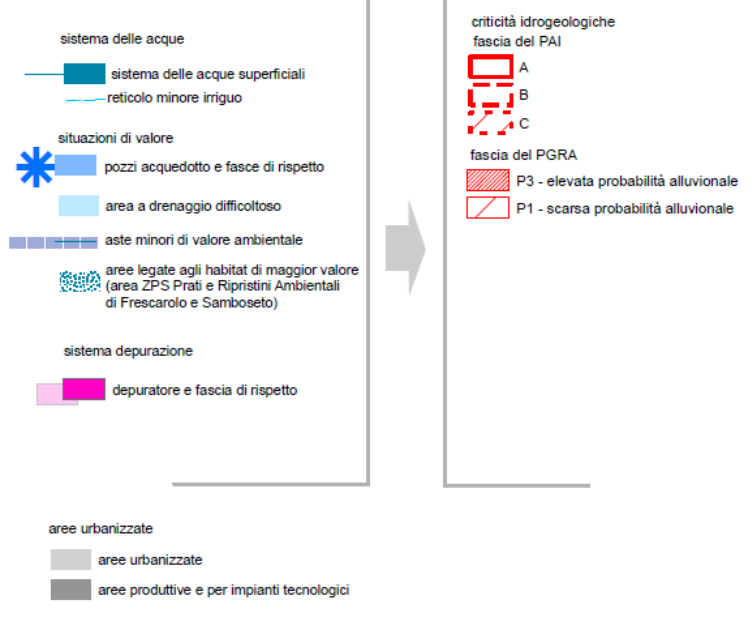 sistema delle acque
sistema delle acque superficiali
reticolo minore irriguo
situazioni di valore
pozzi acquedotto e fasce di rispetto
area a drenaggio difficoltoso
aste minori di valore ambientale
aree legate agli habitat di maggior valore
(area ZPS Prati e Ripristini Ambientali
di Frescarolo e Samboseto)
sistema depurazione
depuratore e fascia di rispetto
criticità idrogeologiche
fascia del PAI
A
B
C
fascia del PGRA
P3 - elevata probabilità alluvionale
P1 - scarsa probabilità alluvionale
aree urbanizzate
aree urbanizzate
aree produttive e per impianti tecnologici